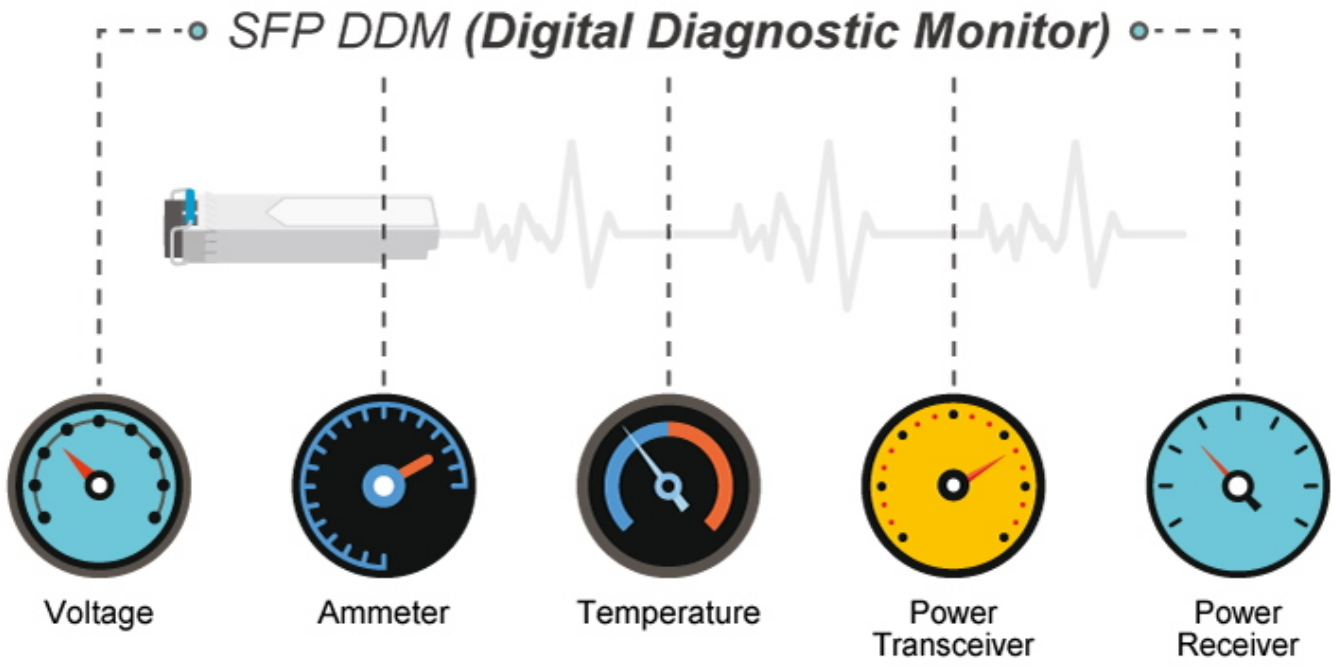 SFP DDM (Digital Diagnostic Monitor)
Voltage
Ammeter
Temperature
Power
Transceiver
Power
Receiver